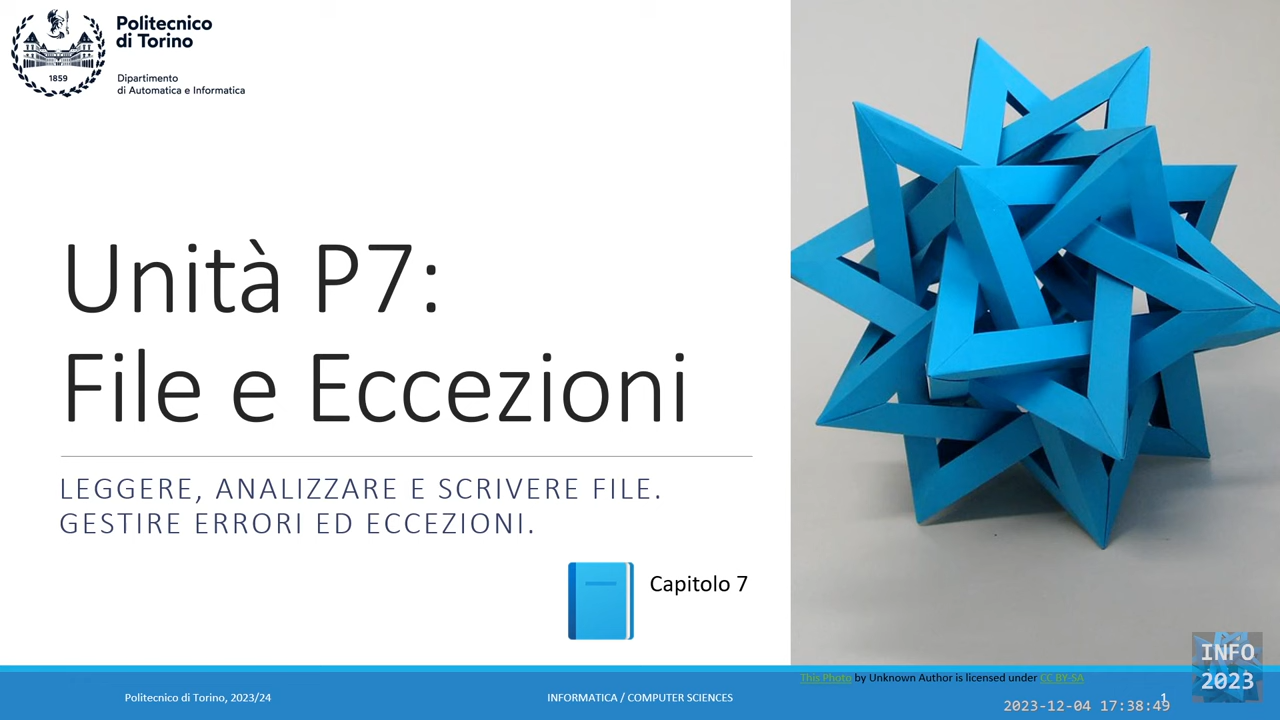 Politecnico
di Torino
1859
Dipartimento
di Automatica e Informatica
Unità P7:
File e Eccezioni
LEGGERE, ANALIZZARE E SCRIVERE FILE.
GESTIRE ERRORI ED ECCEZIONI.
Capitolo 7
This Photo by Unknown Author is licensed under CC BY-SA
Politecnico di Torino, 2023/24
INFORMATICA / COMPUTER SCIENCES
1
INFO
2023
2023-12-04 17:38:49